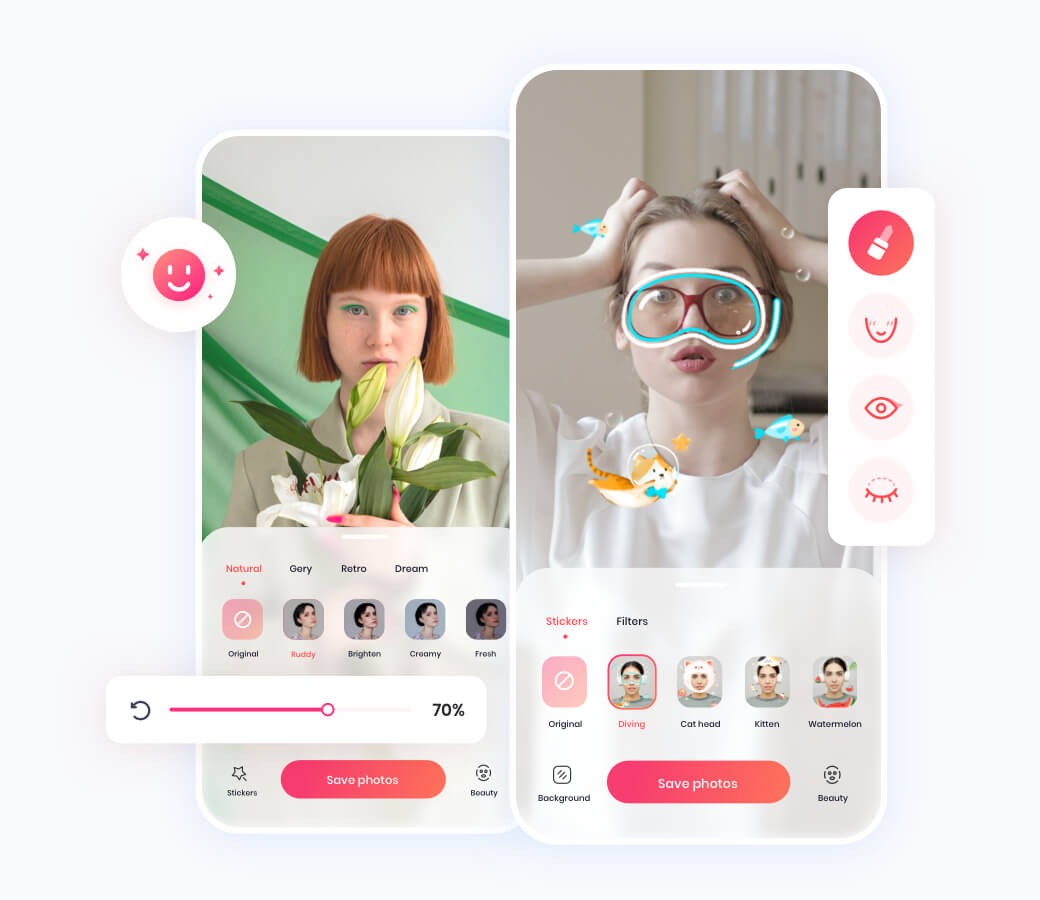 Natural Gery Retro Dream
Original Ruddy Brighten Creamy Fresh
70%
Stickers Save photos Beauty
Stickers Filters
Original Diving Cat head Kitten Watermelon
Background Save photos Beauty